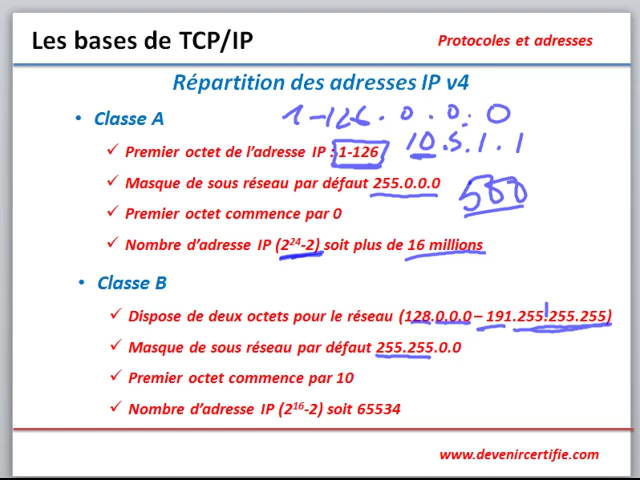 Les bases de TCP/IP
Protocoles et adresses
Répartition des adresses IP v4
• Classe A
1-126.0.0.0
✓ Premier octet de l'adresse IP : 1-126
10.5.1.1
✓ Masque de sous réseau par défaut 255.0.0.0
500
✓ Premier octet commence par 0
✓ Nombre d'adresse IP (2²⁴-2) soit plus de 16 millions
• Classe B
✓ Dispose de deux octets pour le réseau (128.0.0.0 – 191.255.255.255)
✓ Masque de sous réseau par défaut 255.255.0.0
✓ Premier octet commence par 10
✓ Nombre d'adresse IP (2¹⁶-2) soit 65534
www.devenircertifie.com